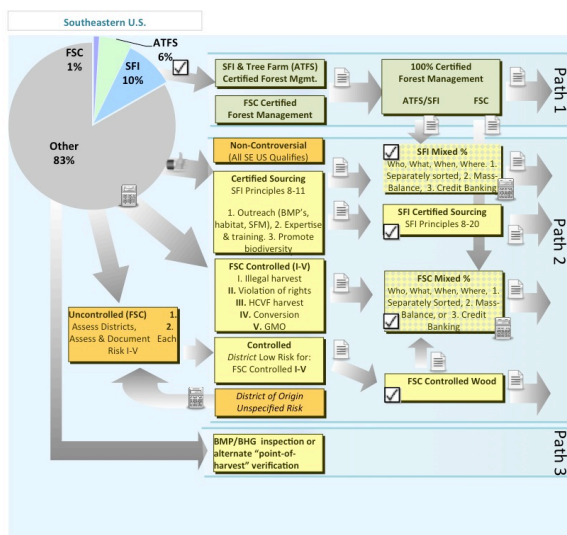 Southeastern U.S.
FSC
1%
ATFS
6%
SFI
10%
Other
83%
SFI & Tree Farm (ATFS)
Certified Forest Mgmt.
FSC Certified
Forest Management
100% Certified
Forest Management
ATFS/SFI FSC
Path 1
Non-Controversial
(All SE US Qualifies)
Certified Sourcing
SFI Principles 8-11
1. Outreach (BMP's,
habitat, SFM), 2. Expertise
& training. 3. Promote
biodiversity
SFI Mixed %
Who, What, When, Where. 1.
Separately sorted, 2. Mass-
Balance, 3. Credit Banking
SFI Certified Sourcing
SFI Principles 8-20
Path 2
FSC Controlled (I-V)
I. Illegal harvest
II. Violation of rights
III. HCVF harvest
IV. Conversion
V. GMO
FSC Mixed %
Who, What, When, Where, 1.
Separately Sorted, 2. Mass-
Balance, or 3. Credit
Banking
Uncontrolled (FSC) 1.
Assess Districts, 2.
Assess & Document Each
Risk I-V
Controlled
District Low Risk for:
FSC Controlled I-V
District of Origin
Unspecified Risk
FSC Controlled Wood
BMP/BHG inspection or
alternate "point-of-
harvest" verification
Path 3